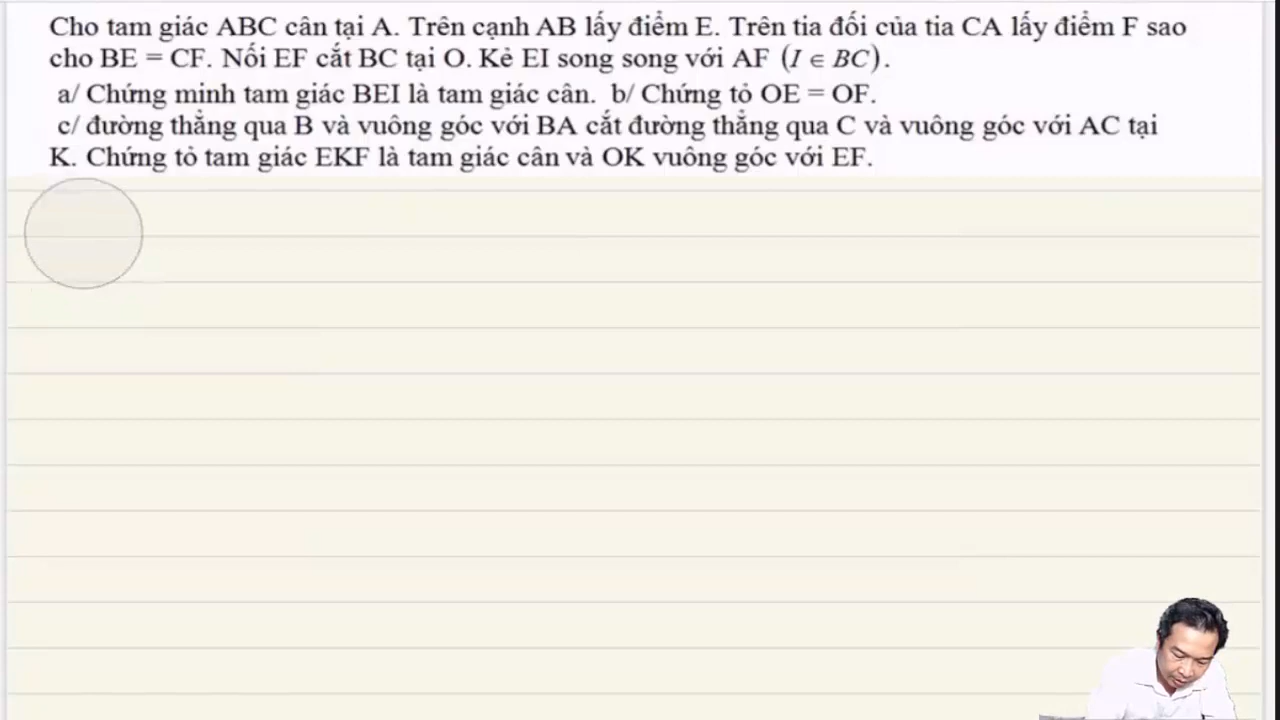 Cho tam giác ABC cân tại A. Trên cạnh AB lấy điểm E. Trên tia đối của tia CA lấy điểm F sao
cho BE = CF. Nối EF cắt BC tại O. Kẻ EI song song với AF (I ∈ BC).
a/ Chứng minh tam giác BEI là tam giác cân. b/ Chứng tỏ OE = OF.
c/ đường thẳng qua B và vuông góc với BA cắt đường thẳng qua C và vuông góc với AC tại
K. Chứng tỏ tam giác EKF là tam giác cân và OK vuông góc với EF.